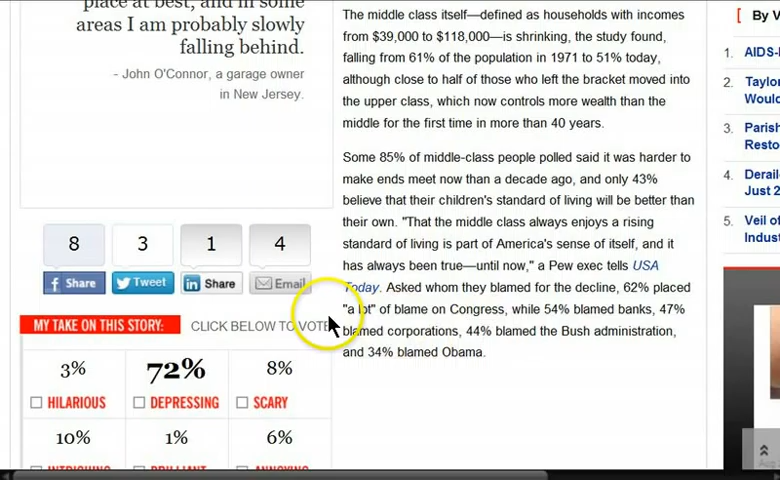 place at best, and in some
areas I am probably slowly
falling behind.
- John O'Connor, a garage owner
in New Jersey.
8 3 1 4
Share Tweet Share Email
MY TAKE ON THIS STORY: CLICK BELOW TO VOTE
3% 72% 8%
HILARIOUS DEPRESSING SCARY
10% 1% 6%
INTRIGUING BRILLIANT ANNOYING
The middle class itself—defined as households with incomes
from $39,000 to $118,000—is shrinking, the study found,
falling from 61% of the population in 1971 to 51% today,
although close to half of those who left the bracket moved into
the upper class, which now controls more wealth than the
middle for the first time in more than 40 years.
Some 85% of middle-class people polled said it was harder to
make ends meet now than a decade ago, and only 43%
believe that their children's standard of living will be better than
their own. "That the middle class always enjoys a rising
standard of living is part of America's sense of itself, and it
has always been true—until now," a Pew exec tells USA
Today. Asked whom they blamed for the decline, 62% placed
"a lot" of blame on Congress, while 54% blamed banks, 47%
blamed corporations, 44% blamed the Bush administration,
and 34% blamed Obama.
By V
1. AIDS-
2. Taylor
Would
3. Parish
Resto
4. Derail
Just 2
5. Veil of
Indust